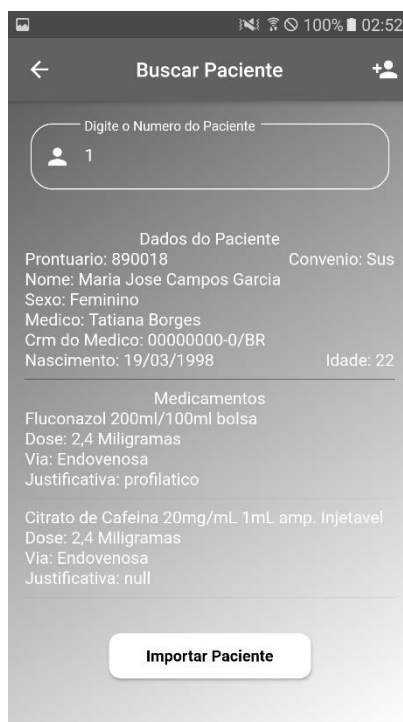 100% 02:52
Buscar Paciente
Digite o Numero do Paciente
1
Dados do Paciente
Prontuario: 890018 Convenio: Sus
Nome: Maria Jose Campos Garcia
Sexo: Feminino
Medico: Tatiana Borges
Crm do Medico: 00000000-0/BR
Nascimento: 19/03/1998 Idade: 22
Medicamentos
Fluconazol 200ml/100ml bolsa
Dose: 2,4 Miligramas
Via: Endovenosa
Justificativa: profilatico
Citrato de Cafeina 20mg/mL 1mL amp. Injetavel
Dose: 2,4 Miligramas
Via: Endovenosa
Justificativa: null
Importar Paciente